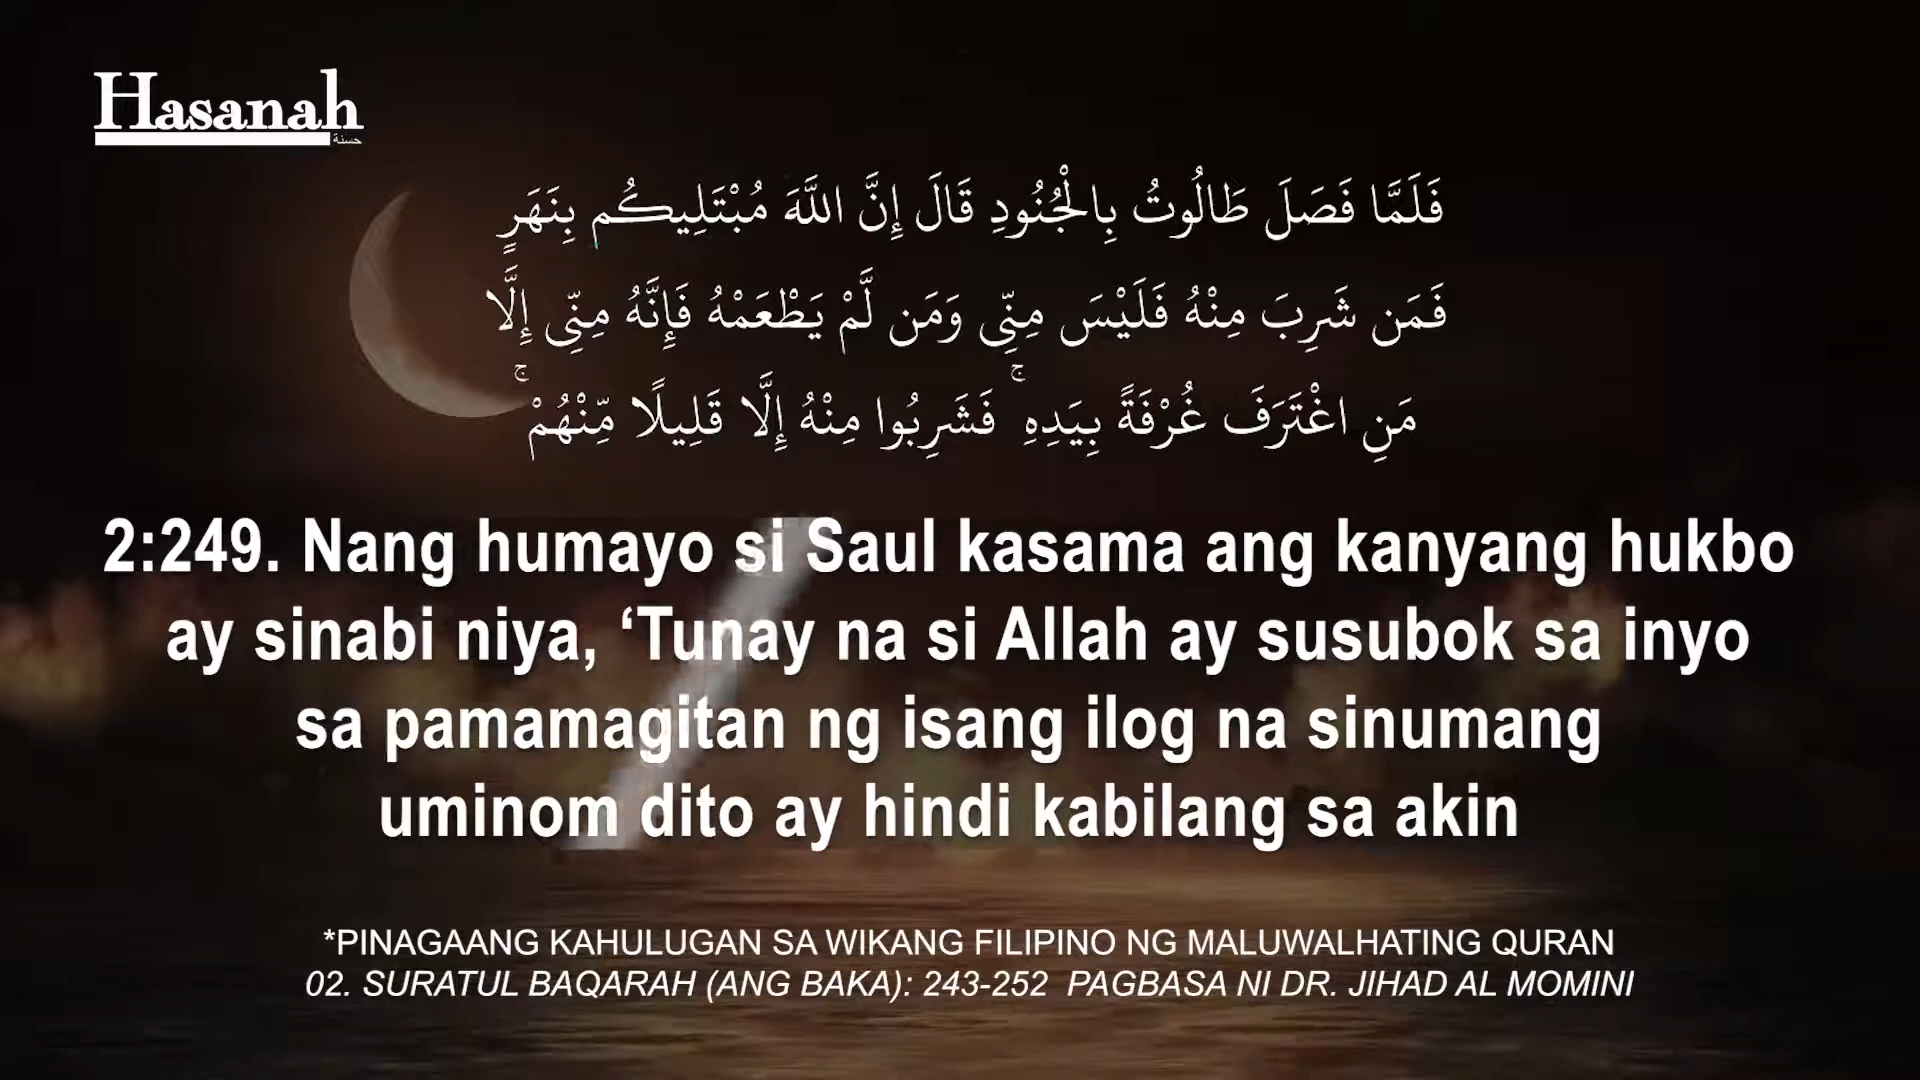 Hasanah
حسنة
فَلَمَّا فَصَلَ طَالُوتُ بِالْجُنُودِ قَالَ إِنَّ اللَّهَ مُبْتَلِيكُم بِنَهَرٍ
فَمَن شَرِبَ مِنْهُ فَلَيْسَ مِنِّي وَمَن لَّمْ يَطْعَمْهُ فَإِنَّهُ مِنِّي إِلَّا
مَنِ اغْتَرَفَ غُرْفَةً بِيَدِهِ ۚ فَشَرِبُوا مِنْهُ إِلَّا قَلِيلًا مِّنْهُمْ ۚ
2:249. Nang humayo si Saul kasama ang kanyang hukbo
ay sinabi niya, ‘Tunay na si Allah ay susubok sa inyo
sa pamamagitan ng isang ilog na sinumang
uminom dito ay hindi kabilang sa akin
*PINAGAANG KAHULUGAN SA WIKANG FILIPINO NG MALUWALHATING QURAN
02. SURATUL BAQARAH (ANG BAKA): 243-252 PAGBASA NI DR. JIHAD AL MOMINI